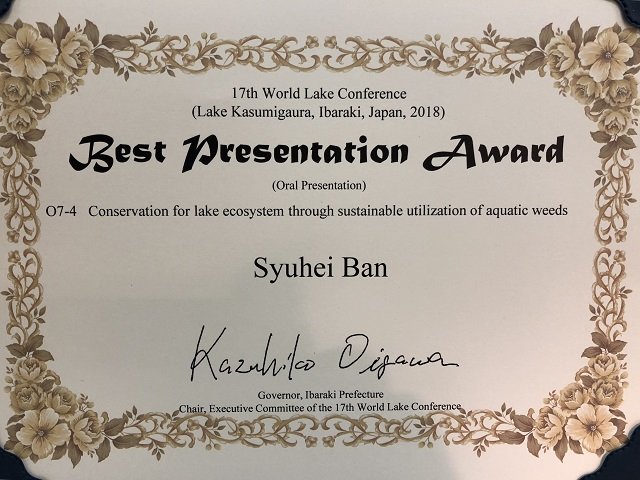 17th World Lake Conference
(Lake Kasumigaura, Ibaraki, Japan, 2018)
Best Presentation Award
(Oral Presentation)
O7-4 Conservation for lake ecosystem through sustainable utilization of aquatic weeds
Syuhei Ban
Kazuhiko Oigawa
Governor, Ibaraki Prefecture
Chair, Executive Committee of the 17th World Lake Conference